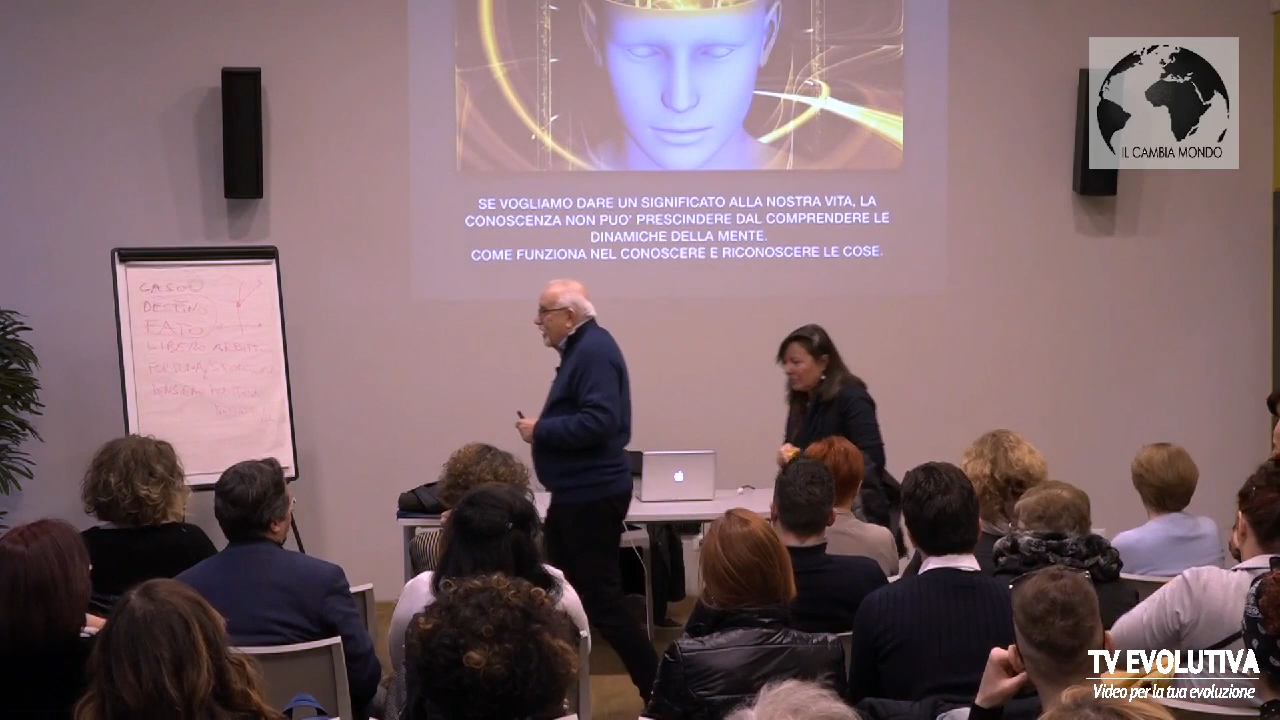 IL CAMBIA MONDO
SE VOGLIAMO DARE UN SIGNIFICATO ALLA NOSTRA VITA, LA
CONOSCENZA NON PUO' PRESCINDERE DAL COMPRENDERE LE
DINAMICHE DELLA MENTE.
COME FUNZIONA NEL CONOSCERE E RICONOSCERE LE COSE.
CASO
DESTINO
FATO
LIBERO
TV EVOLUTIVA
Video per la tua evoluzione